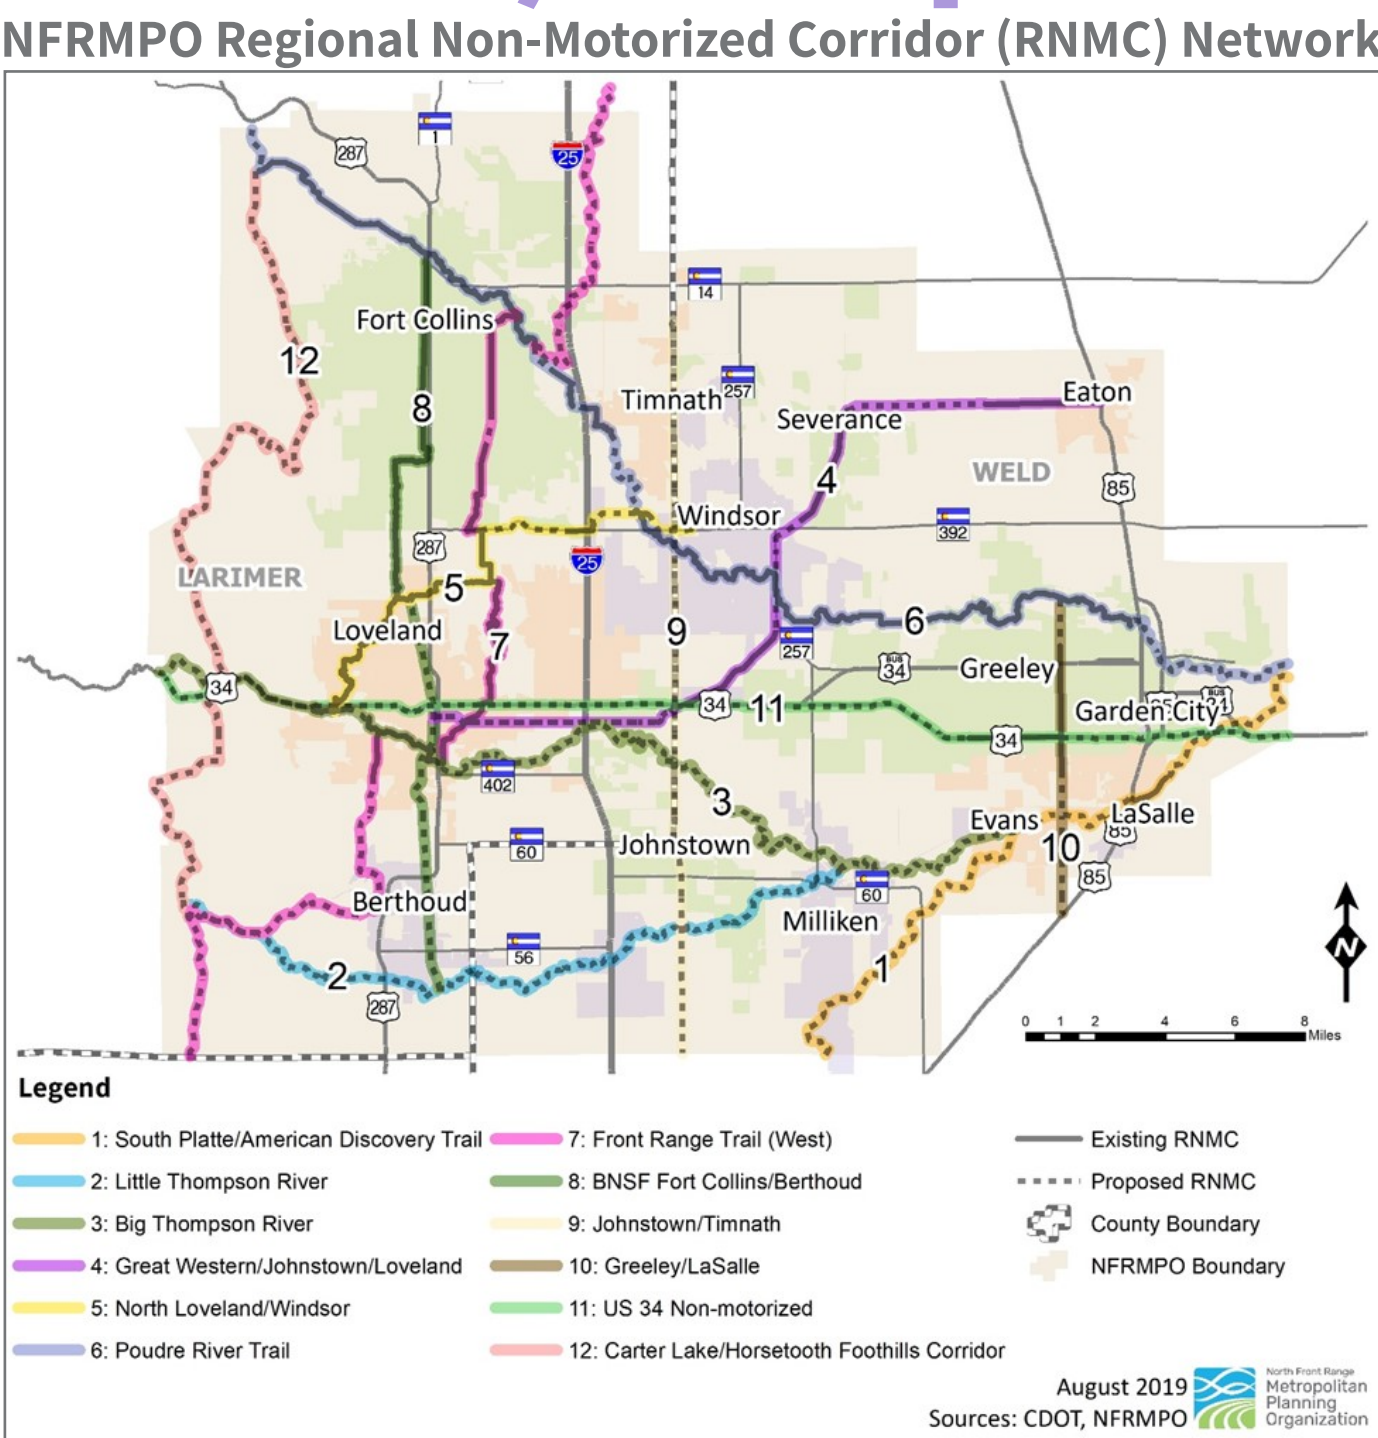 NFRMPO Regional Non-Motorized Corridor (RNMC) Network
1
287
25
14
Fort Collins
12
257
Timnath
Eaton
8
Severance
WELD
4
85
Windsor
392
287
25
LARIMER
5
Loveland
6
7
9
257
BUS 34
Greeley
34
34
11
BUS 34
Garden City
34
402
3
Johnstown
60
Evans
LaSalle
85
10
85
60
Berthoud
Milliken
56
2
1
287
N
0 1 2 4 6 8
Miles
Legend
1: South Platte/American Discovery Trail
2: Little Thompson River
3: Big Thompson River
4: Great Western/Johnstown/Loveland
5: North Loveland/Windsor
6: Poudre River Trail
7: Front Range Trail (West)
8: BNSF Fort Collins/Berthoud
9: Johnstown/Timnath
10: Greeley/LaSalle
11: US 34 Non-motorized
12: Carter Lake/Horsetooth Foothills Corridor
Existing RNMC
Proposed RNMC
County Boundary
NFRMPO Boundary
August 2019
Sources: CDOT, NFRMPO
North Front Range
Metropolitan
Planning
Organization